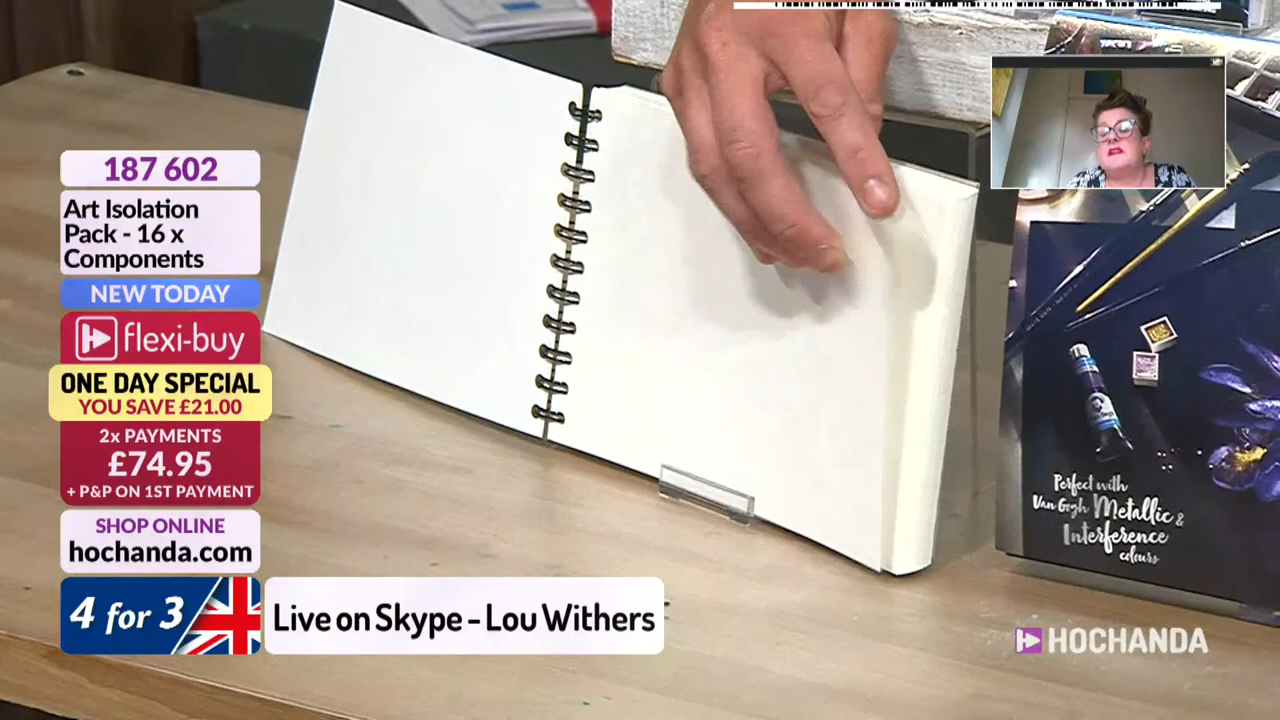 187 602
Art Isolation
Pack - 16 x
Components
NEW TODAY
flexi-buy
ONE DAY SPECIAL
YOU SAVE £21.00
2x PAYMENTS
£74.95
+ P&P ON 1ST PAYMENT
SHOP ONLINE
hochanda.com
4 for 3
Live on Skype - Lou Withers
Perfect with
Van Gogh Metallic &
Interference
colours
HOCHANDA